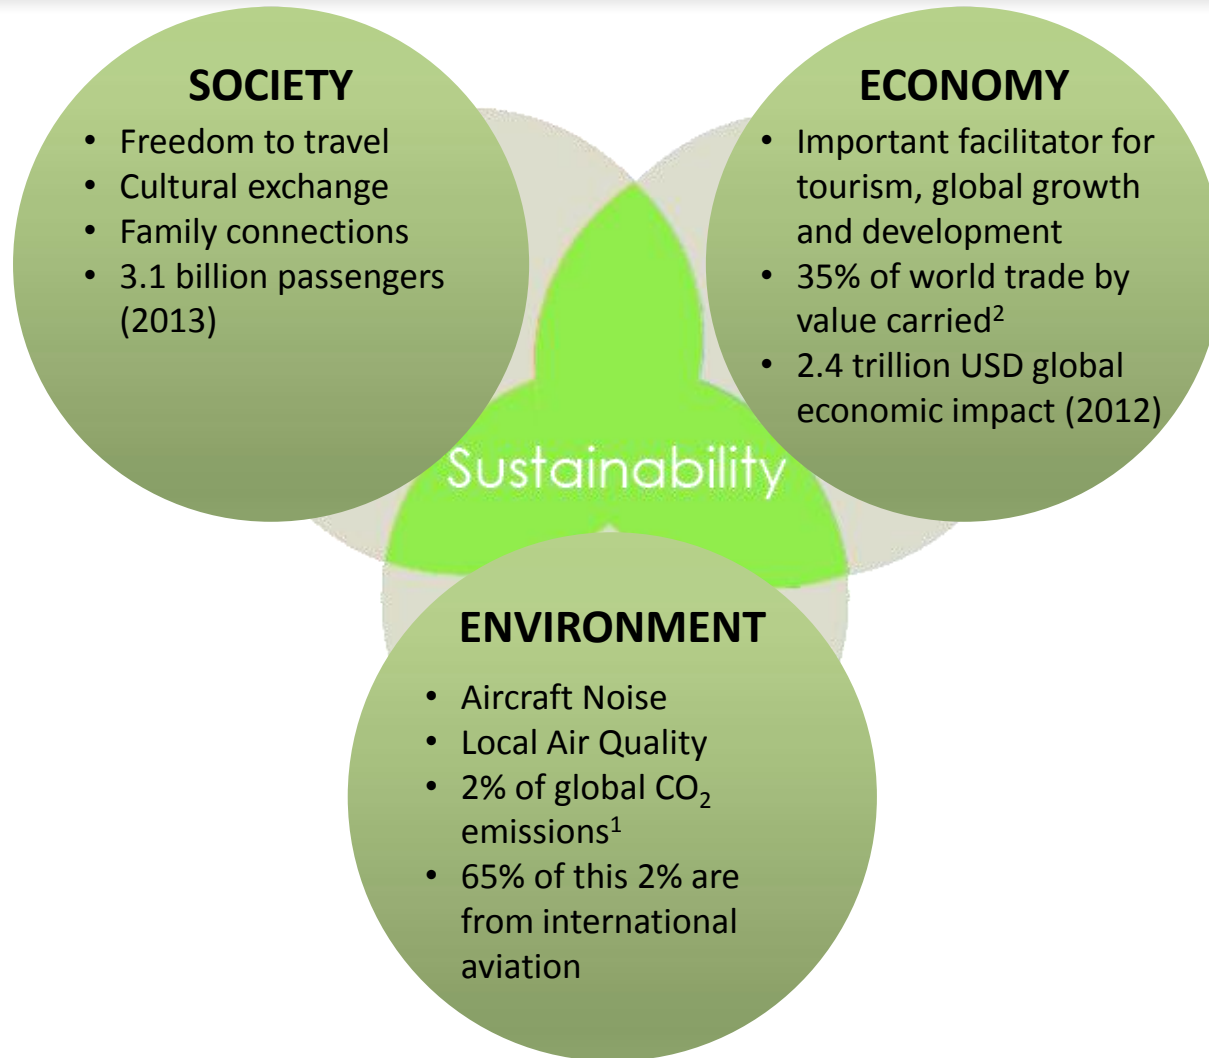 SOCIETY
• Freedom to travel
• Cultural exchange
• Family connections
• 3.1 billion passengers
(2013)
ECONOMY
• Important facilitator for
tourism, global growth
and development
• 35% of world trade by
value carried²
• 2.4 trillion USD global
economic impact (2012)
Sustainability
ENVIRONMENT
• Aircraft Noise
• Local Air Quality
• 2% of global CO₂
emissions¹
• 65% of this 2% are
from international
aviation